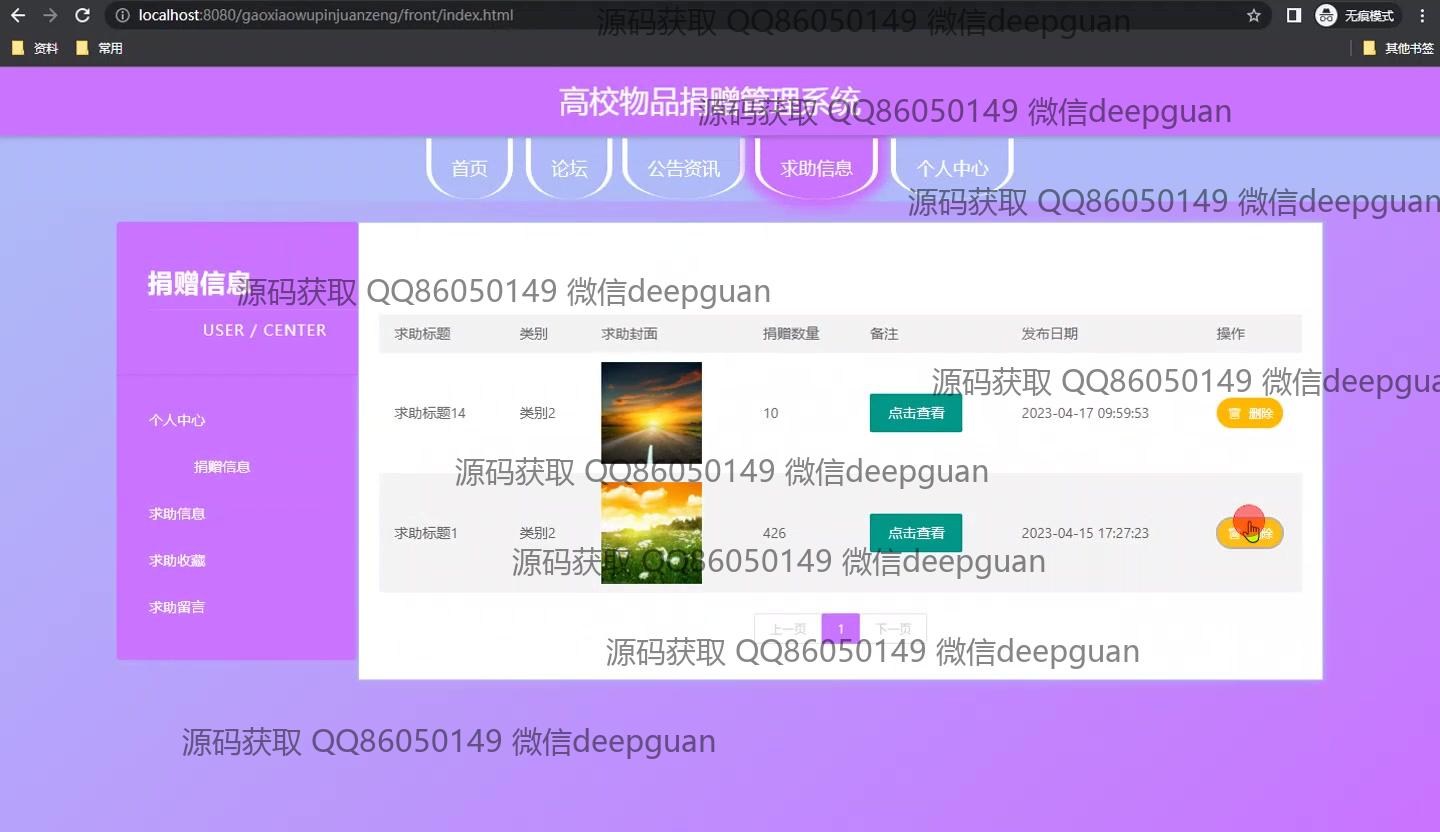 localhost:8080/gaoxiaowupinjuanzeng/front/index.html
无痕模式
源码获取 QQ86050149 微信deepguan
资料 常用 其他书签
高校物品捐赠管理系统
源码获取 QQ86050149 微信deepguan
首页 论坛 公告资讯 求助信息 个人中心
源码获取 QQ86050149 微信deepguan
捐赠信息
源码获取 QQ86050149 微信deepguan
USER / CENTER
求助标题 类别 求助封面 捐赠数量 备注 发布日期 操作
源码获取 QQ86050149 微信deepgua
求助标题14 类别2 10 点击查看 2023-04-17 09:59:53 删除
个人中心
捐赠信息
源码获取 QQ86050149 微信deepguan
求助信息
求助标题1 类别2 426 点击查看 2023-04-15 17:27:23 除
求助收藏
源码获取 QQ86050149 微信deepguan
求助留言
上一页 1 下一页
源码获取 QQ86050149 微信deepguan
源码获取 QQ86050149 微信deepguan